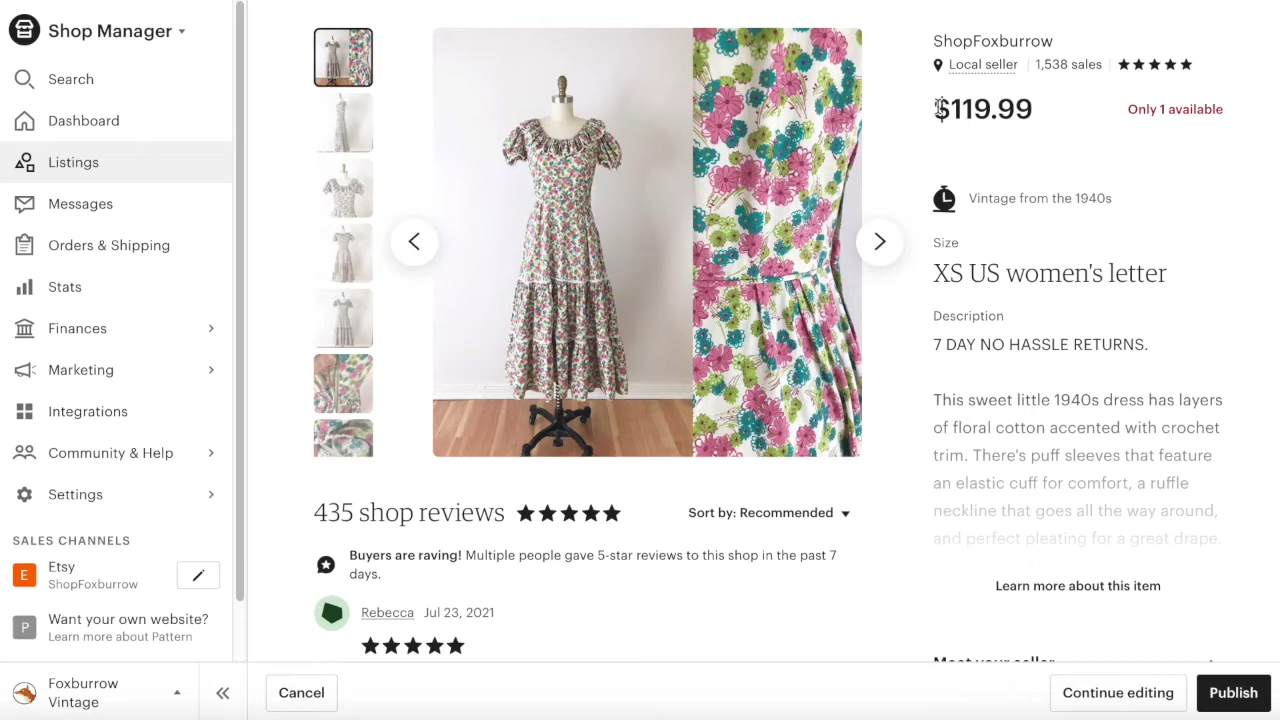 Shop Manager
Search
Dashboard
Listings
Messages
Orders & Shipping
Stats
Finances
Marketing
Integrations
Community & Help
Settings
SALES CHANNELS
E
Etsy
ShopFoxburrow
P
Want your own website?
Learn more about Pattern
Foxburrow
Vintage
ShopFoxburrow
Local seller
1,538 sales
$119.99
Only 1 available
Vintage from the 1940s
Size
XS US women's letter
Description
7 DAY NO HASSLE RETURNS.
This sweet little 1940s dress has layers
of floral cotton accented with crochet
trim. There's puff sleeves that feature
an elastic cuff for comfort, a ruffle
neckline that goes all the way around,
and perfect pleating for a great drape.
Learn more about this item
Meet your seller
435 shop reviews
Sort by: Recommended
Buyers are raving! Multiple people gave 5-star reviews to this shop in the past 7
days.
Rebecca Jul 23, 2021
Cancel
Continue editing
Publish